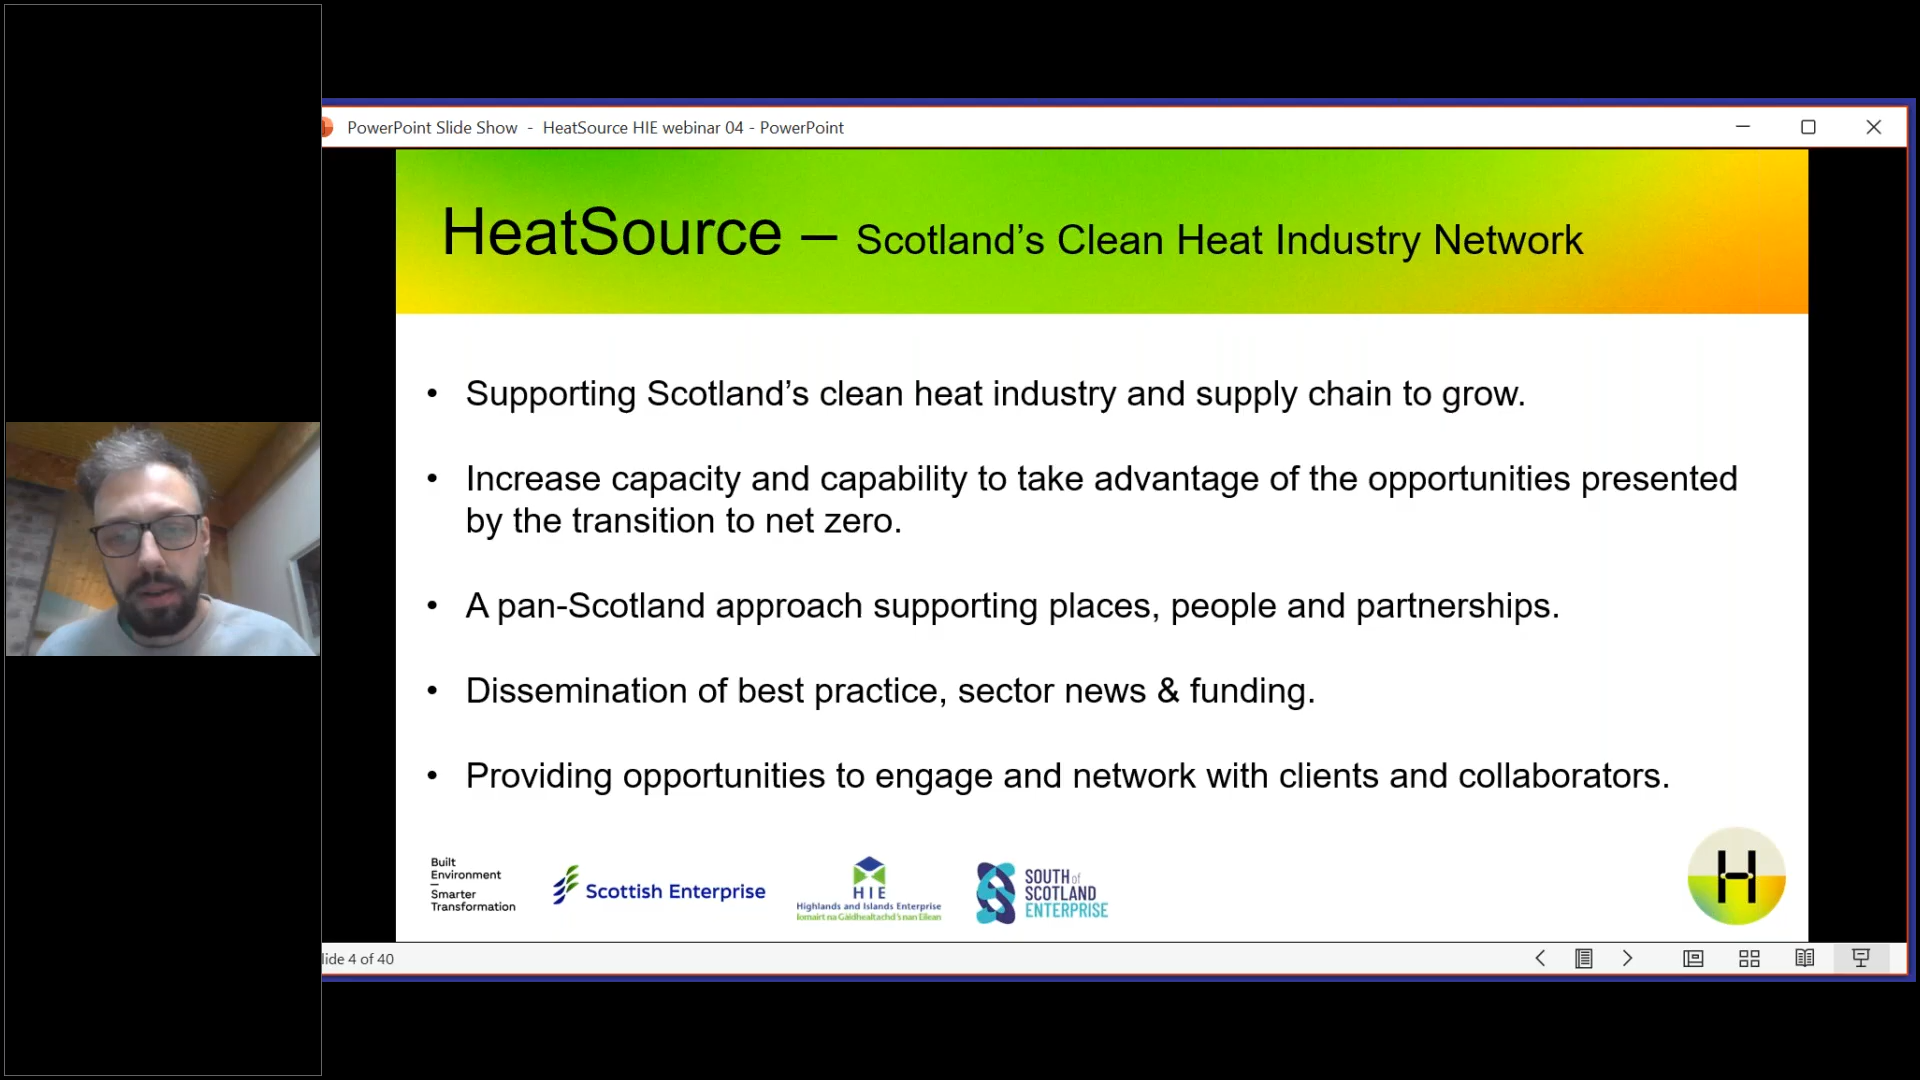 PowerPoint Slide Show - HeatSource HIE webinar 04 - PowerPoint
HeatSource – Scotland’s Clean Heat Industry Network
• Supporting Scotland’s clean heat industry and supply chain to grow.
• Increase capacity and capability to take advantage of the opportunities presented
by the transition to net zero.
• A pan-Scotland approach supporting places, people and partnerships.
• Dissemination of best practice, sector news & funding.
• Providing opportunities to engage and network with clients and collaborators.
Built
Environment
–
Smarter
Transformation
Scottish Enterprise
HIE
Highlands and Islands Enterprise
Iomairt na Gàidhealtachd 's nan Eilean
SOUTH of
SCOTLAND
ENTERPRISE
H
lide 4 of 40